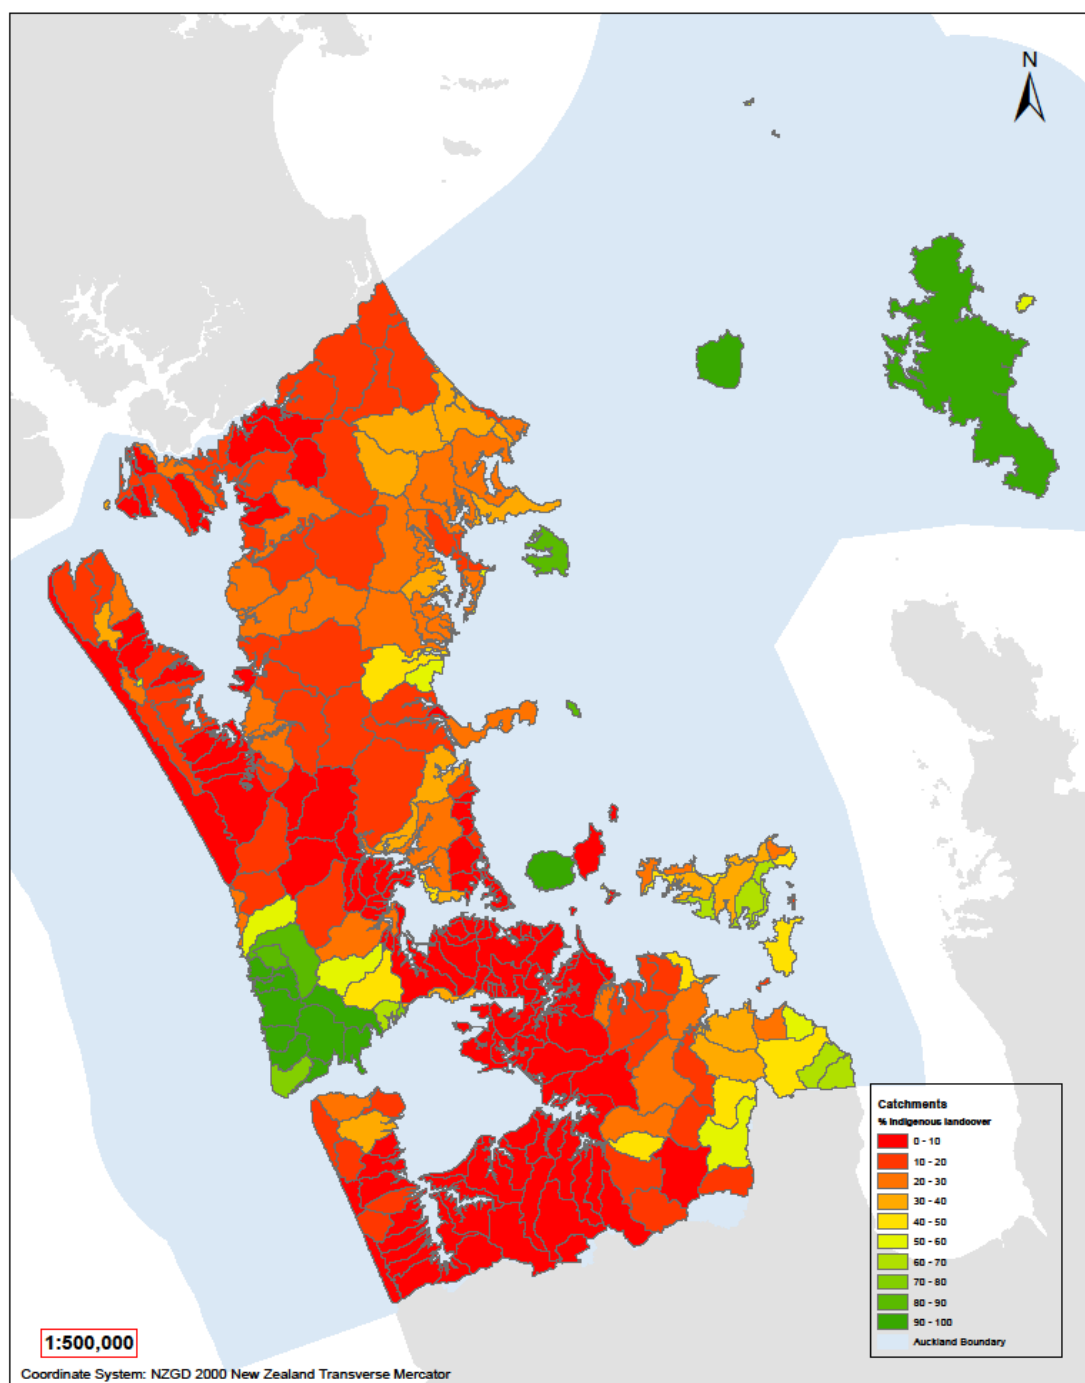 N
Catchments
% Indigenous landover
0 - 10
10 - 20
20 - 30
30 - 40
40 - 50
50 - 60
60 - 70
70 - 80
80 - 90
90 - 100
Auckland Boundary
1:500,000
Coordinate System: NZGD 2000 New Zealand Transverse Mercator